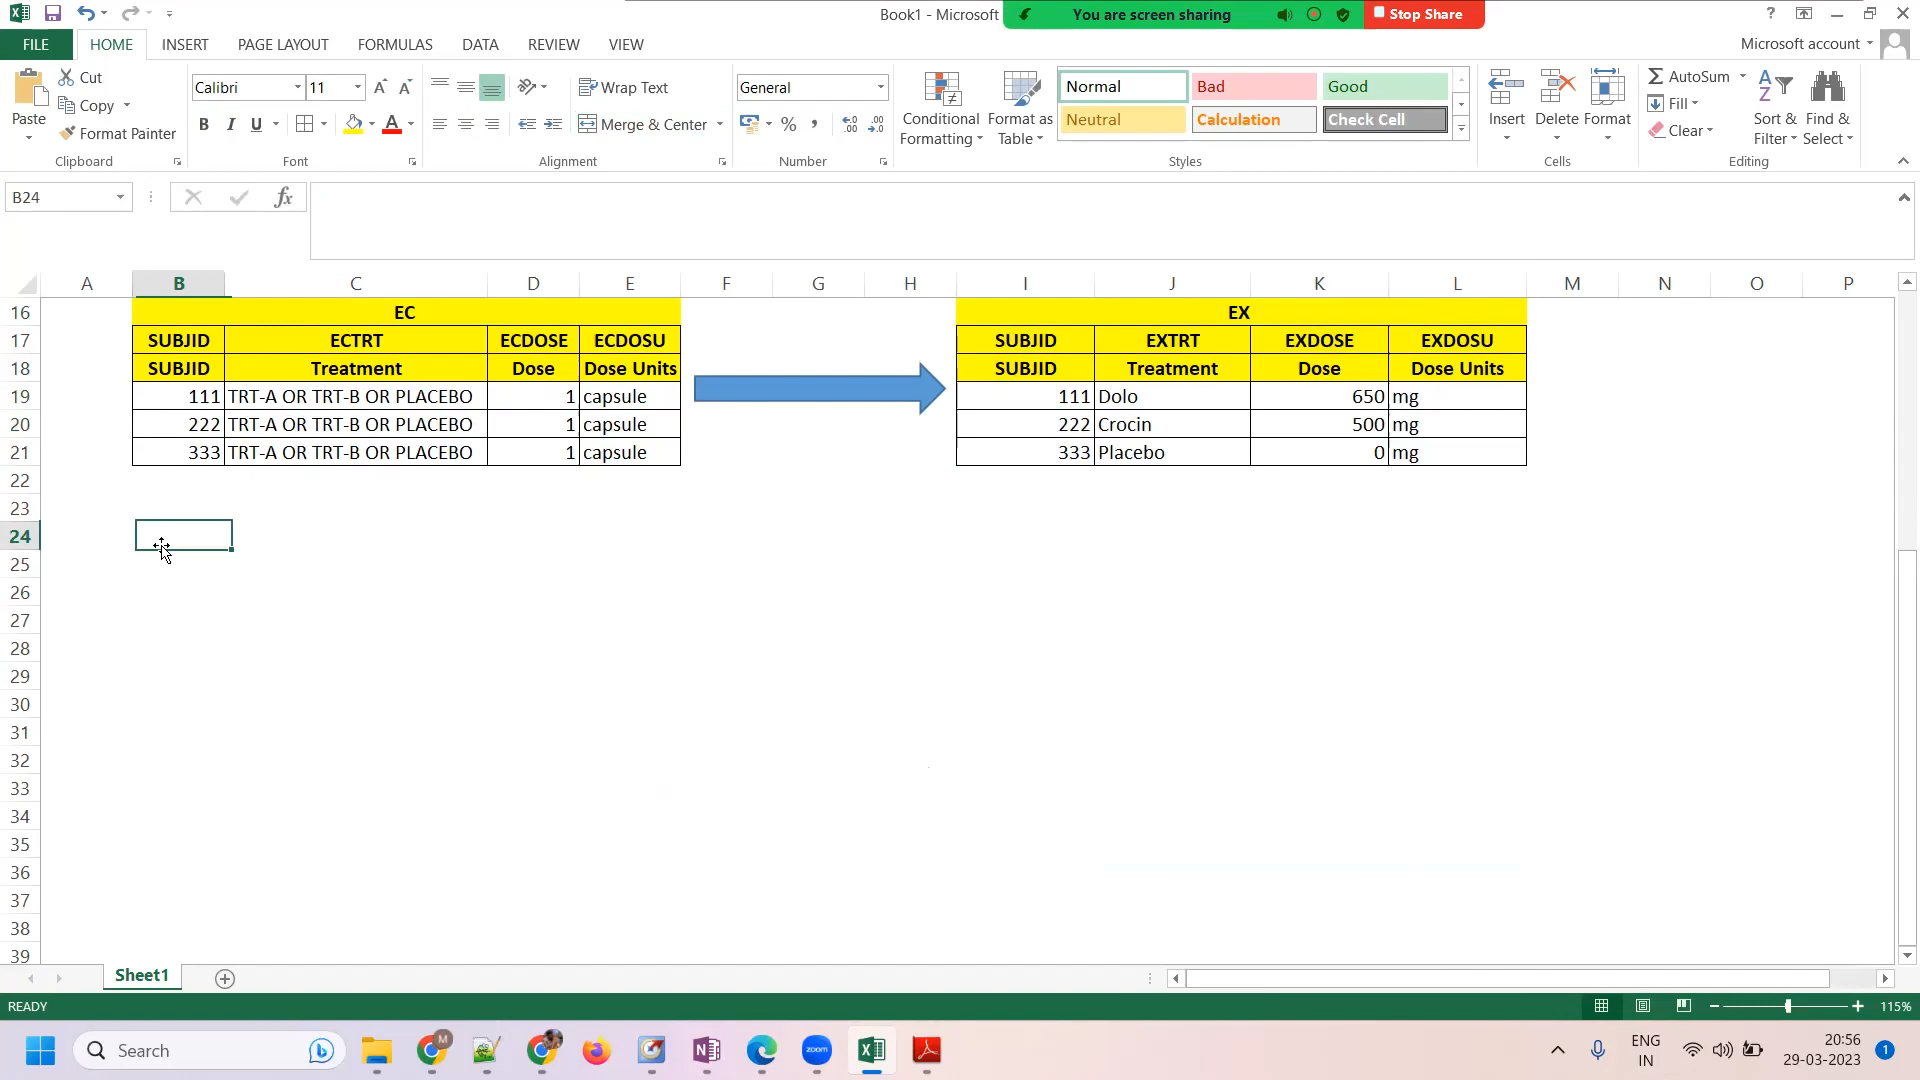 Book1 - Microsoft
You are screen sharing
Stop Share
?
FILE HOME INSERT PAGE LAYOUT FORMULAS DATA REVIEW VIEW
Microsoft account
Paste
Cut
Copy
Format Painter
Clipboard
Calibri 11
B I U A
Font
Wrap Text
Merge & Center
Alignment
General
% ,
Number
Conditional Formatting
Format as Table
Normal Bad Good
Neutral Calculation Check Cell
Styles
Insert Delete Format
Cells
AutoSum
Fill
Clear
Sort & Filter
Find & Select
Editing
B24
fx
A B C D E F G H I J K L M N O P
16 EC EX
17 SUBJID ECTRT ECDOSE ECDOSU SUBJID EXTRT EXDOSE EXDOSU
18 SUBJID Treatment Dose Dose Units SUBJID Treatment Dose Dose Units
19 111 TRT-A OR TRT-B OR PLACEBO 1 capsule 111 Dolo 650 mg
20 222 TRT-A OR TRT-B OR PLACEBO 1 capsule 222 Crocin 500 mg
21 333 TRT-A OR TRT-B OR PLACEBO 1 capsule 333 Placebo 0 mg
22
23
24
25
26
27
28
29
30
31
32
33
34
35
36
37
38
39
Sheet1
READY
115%
Search
zoom
ENG
IN
20:56
29-03-2023
1